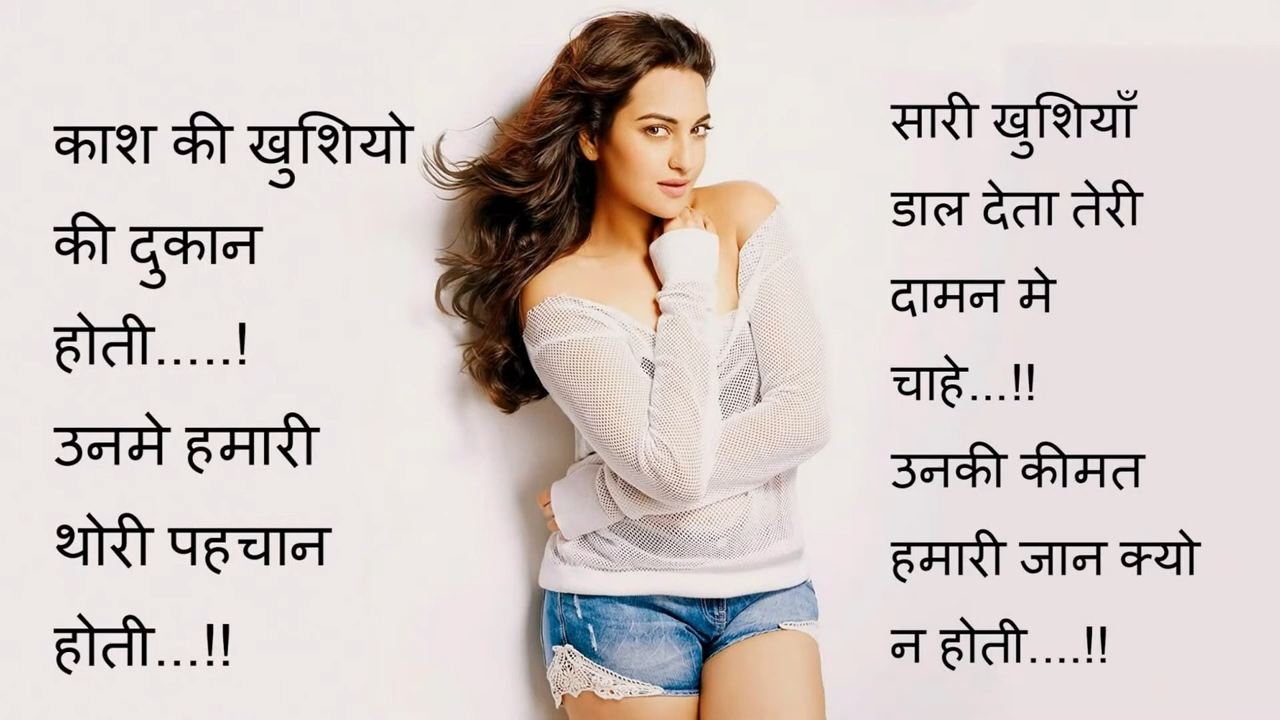 काश की खुशियो
की दुकान
होती.....!
उनमे हमारी
थोरी पहचान
होती...!!
सारी खुशियाँ
डाल देता तेरी
दामन मे
चाहे...!!
उनकी कीमत
हमारी जान क्यो
न होती....!!